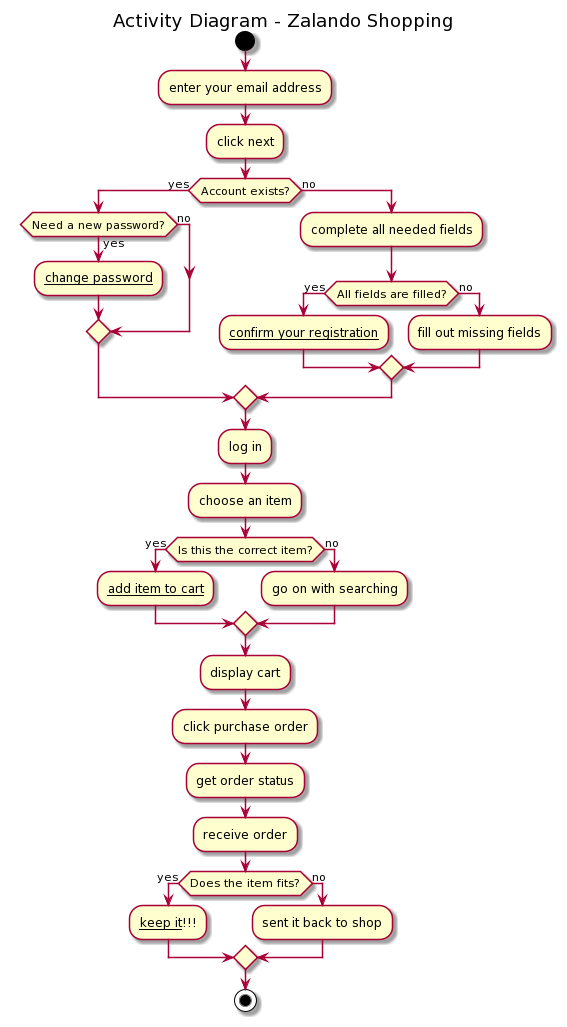 Activity Diagram - Zalando Shopping
enter your email address
click next
yes
Account exists?
no
Need a new password?
no
yes
change password
complete all needed fields
yes
All fields are filled?
no
confirm your registration
fill out missing fields
log in
choose an item
yes
Is this the correct item?
no
add item to cart
go on with searching
display cart
click purchase order
get order status
receive order
yes
Does the item fits?
no
keep it!!!
sent it back to shop